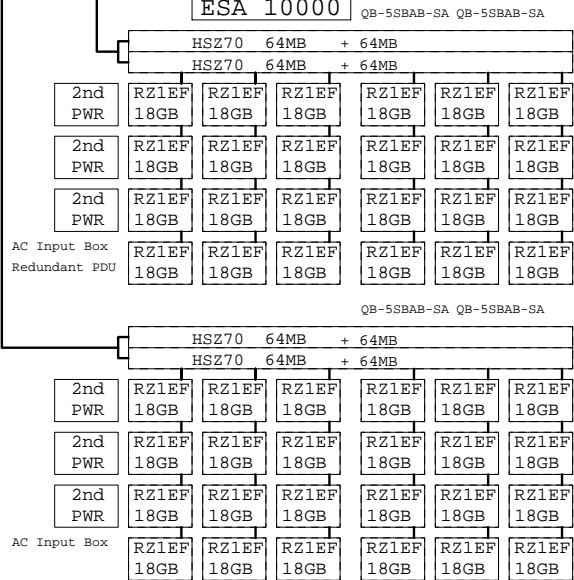 ESA 10000 QB-5SBAB-SA QB-5SBAB-SA
HSZ70 64MB + 64MB
HSZ70 64MB + 64MB
2nd RZ1EF RZ1EF RZ1EF RZ1EF RZ1EF RZ1EF
PWR 18GB 18GB 18GB 18GB 18GB 18GB
2nd RZ1EF RZ1EF RZ1EF RZ1EF RZ1EF RZ1EF
PWR 18GB 18GB 18GB 18GB 18GB 18GB
2nd RZ1EF RZ1EF RZ1EF RZ1EF RZ1EF RZ1EF
PWR 18GB 18GB 18GB 18GB 18GB 18GB
AC Input Box RZ1EF RZ1EF RZ1EF RZ1EF RZ1EF RZ1EF
Redundant PDU 18GB 18GB 18GB 18GB 18GB 18GB
QB-5SBAB-SA QB-5SBAB-SA
HSZ70 64MB + 64MB
HSZ70 64MB + 64MB
2nd RZ1EF RZ1EF RZ1EF RZ1EF RZ1EF RZ1EF
PWR 18GB 18GB 18GB 18GB 18GB 18GB
2nd RZ1EF RZ1EF RZ1EF RZ1EF RZ1EF RZ1EF
PWR 18GB 18GB 18GB 18GB 18GB 18GB
2nd RZ1EF RZ1EF RZ1EF RZ1EF RZ1EF RZ1EF
PWR 18GB 18GB 18GB 18GB 18GB 18GB
AC Input Box RZ1EF RZ1EF RZ1EF RZ1EF RZ1EF RZ1EF
18GB 18GB 18GB 18GB 18GB 18GB